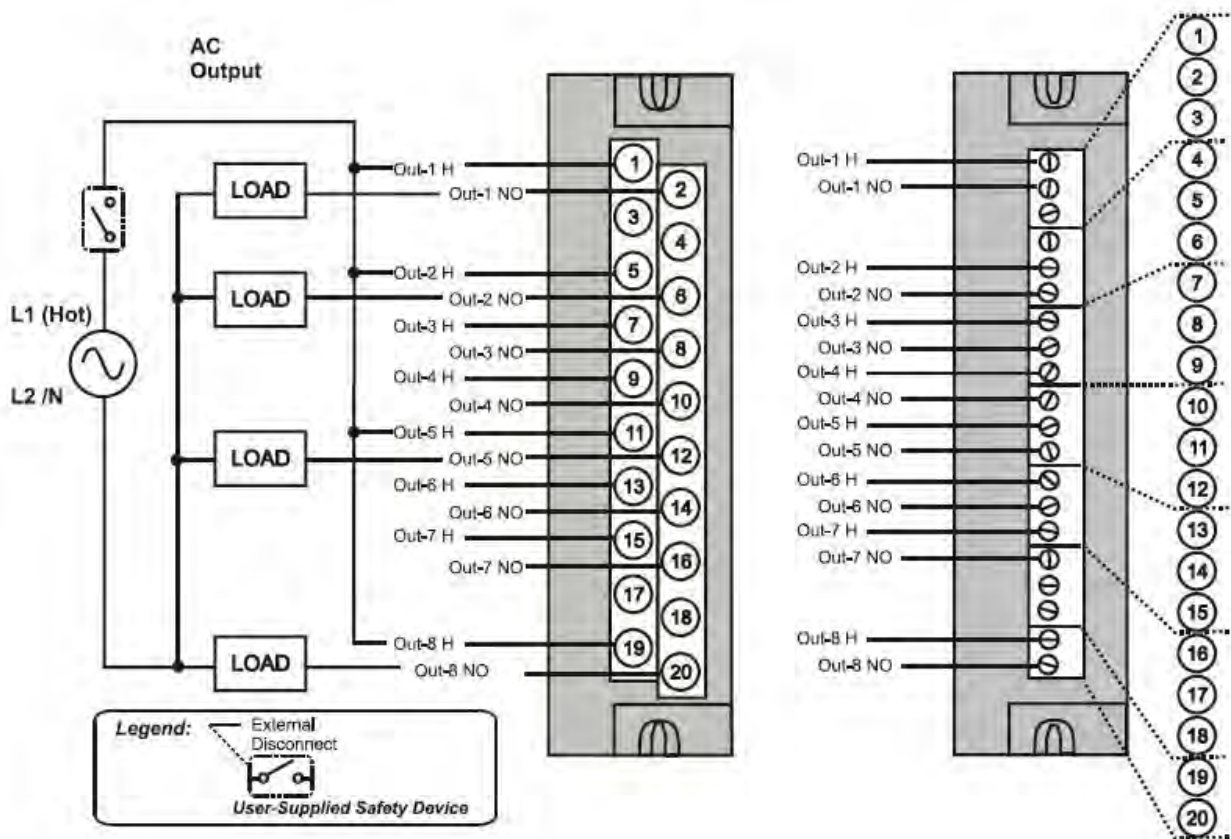 AC
Output
L1 (Hot)
L2 /N
LOAD
LOAD
LOAD
LOAD
Out-1 H
Out-1 NO
Out-2 H
Out-2 NO
Out-3 H
Out-3 NO
Out-4 H
Out-4 NO
Out-5 H
Out-5 NO
Out-6 H
Out-6 NO
Out-7 H
Out-7 NO
Out-8 H
Out-8 NO
1
2
3
4
5
6
7
8
9
10
11
12
13
14
15
16
17
18
19
20
Out-1 H
Out-1 NO
Out-2 H
Out-2 NO
Out-3 H
Out-3 NO
Out-4 H
Out-4 NO
Out-5 H
Out-5 NO
Out-6 H
Out-6 NO
Out-7 H
Out-7 NO
Out-8 H
Out-8 NO
1
2
3
4
5
6
7
8
9
10
11
12
13
14
15
16
17
18
19
20
Legend:
External
Disconnect
User-Supplied Safety Device